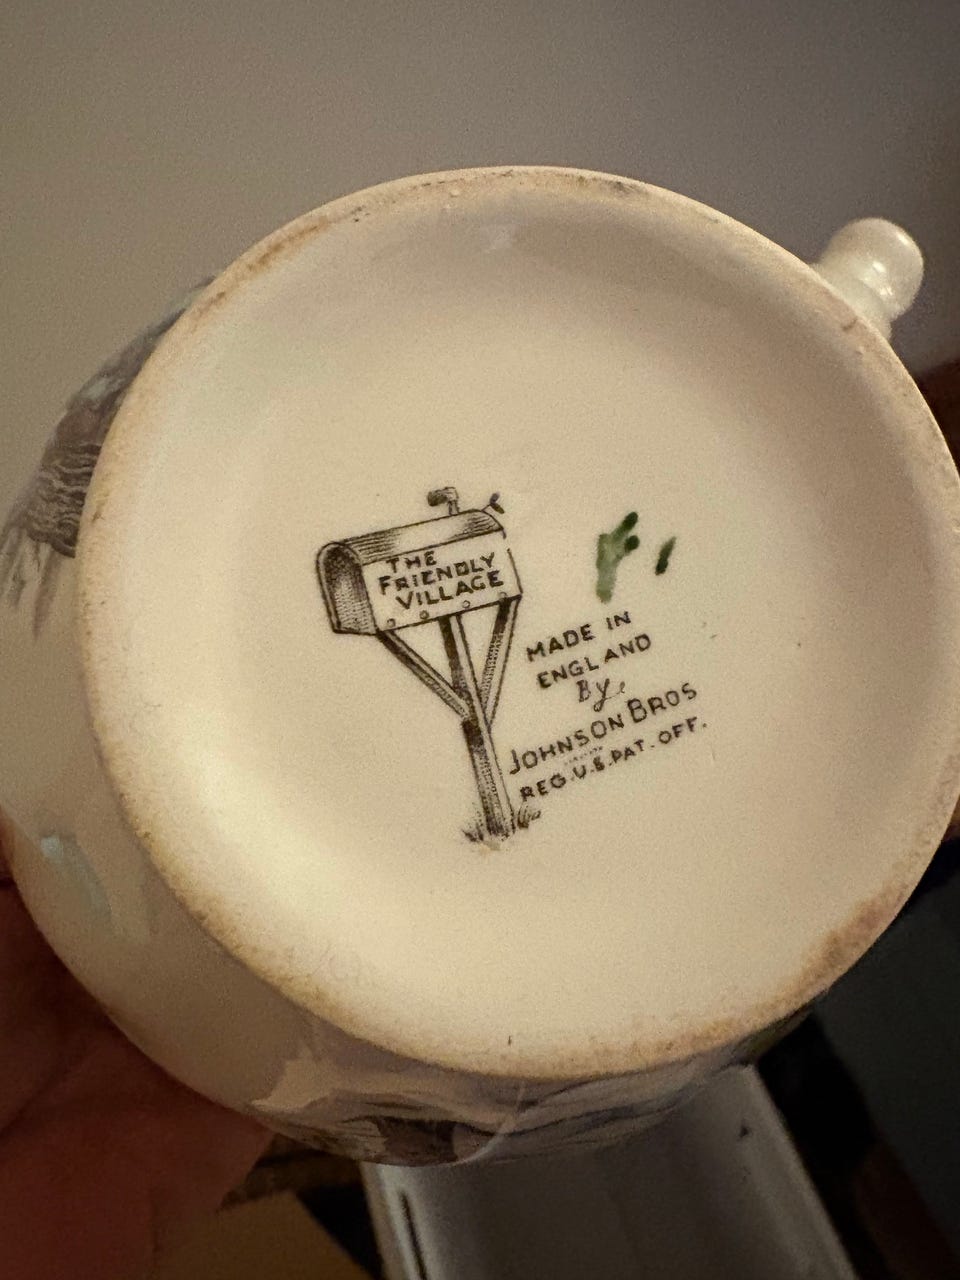 THE
FRIENDLY
VILLAGE
MADE IN
ENGLAND
By
JOHNSON BROS
REG.U.S.PAT.OFF.